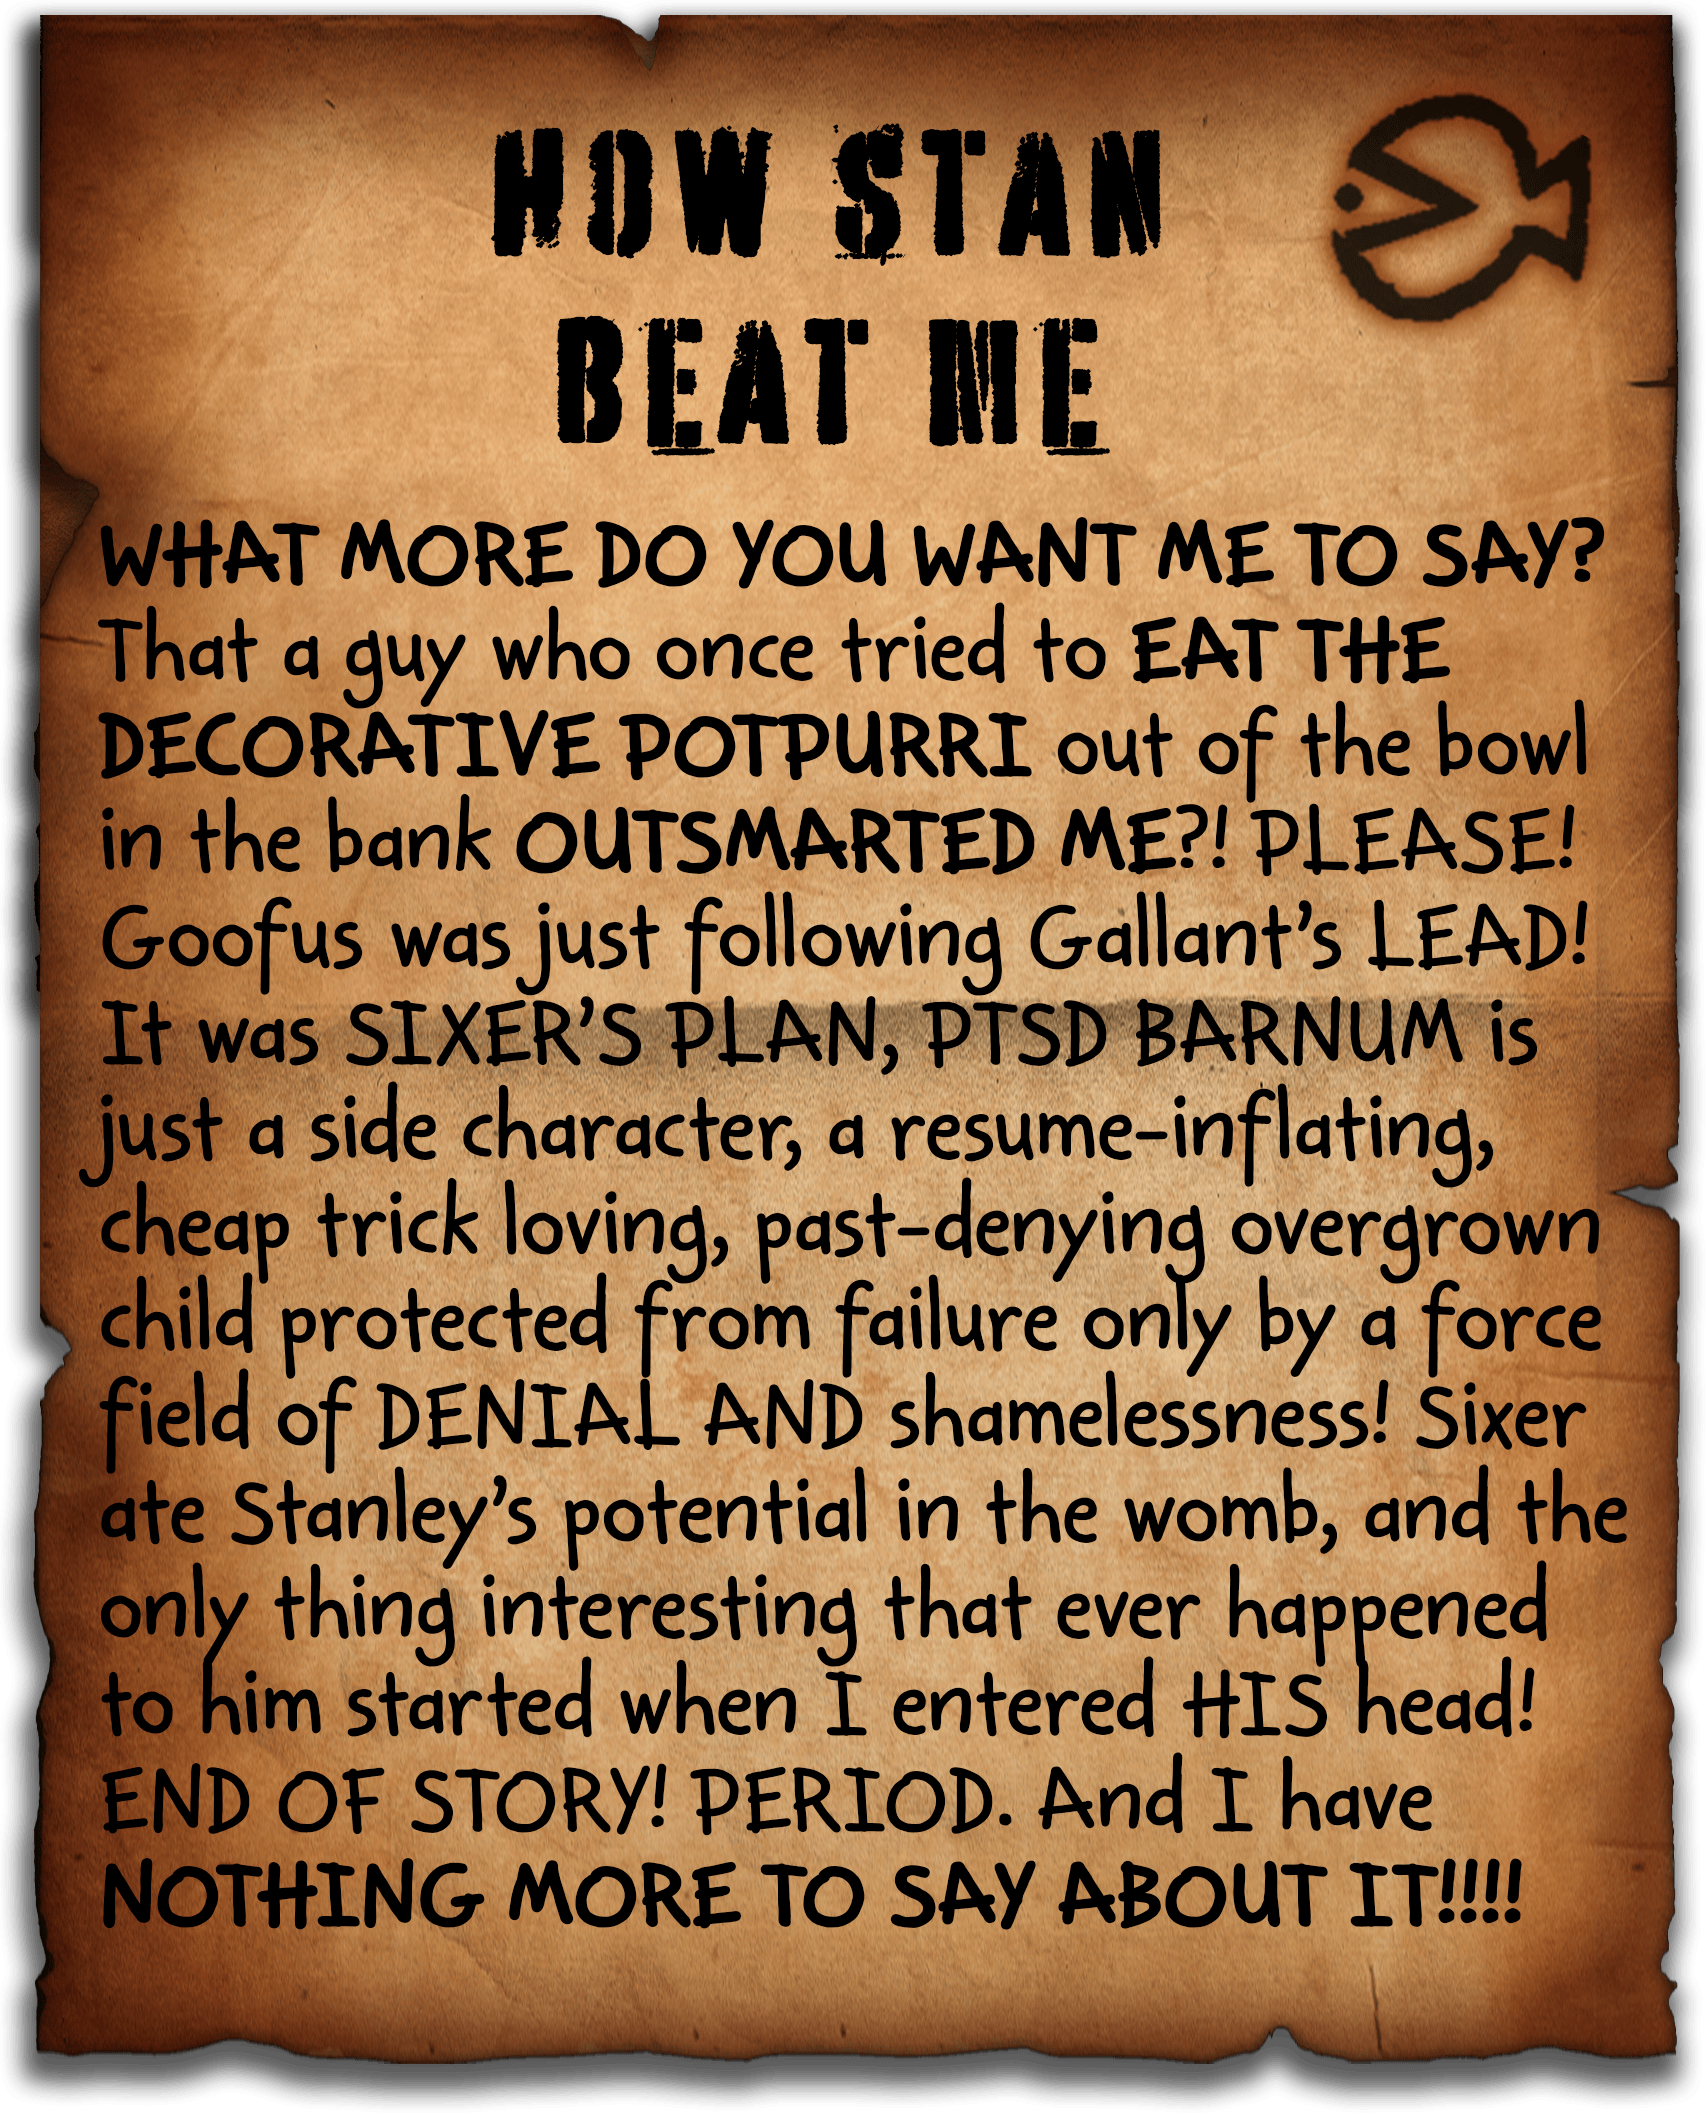 HOW STAN
BEAT ME
WHAT MORE DO YOU WANT ME TO SAY?
That a guy who once tried to EAT THE
DECORATIVE POTPURRI out of the bowl
in the bank OUTSMARTED ME?! PLEASE!
Goofus was just following Gallant's LEAD!
It was SIXER'S PLAN, PTSD BARNUM is
just a side character, a resume-inflating,
cheap trick loving, past-denying overgrown
child protected from failure only by a force
field of DENIAL AND shamelessness! Sixer
ate Stanley's potential in the womb, and the
only thing interesting that ever happened
to him started when I entered HIS head!
END OF STORY! PERIOD. And I have
NOTHING MORE TO SAY ABOUT IT!!!!